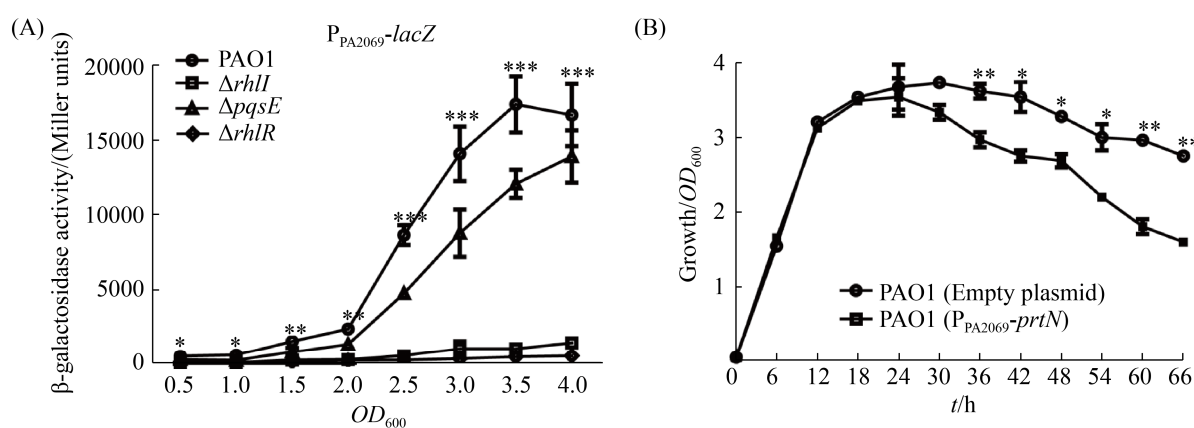 (A)
P_PA2069-lacZ
PAO1
ΔrhlI
ΔpqsE
ΔrhlR
β-galactosidase activity/(Miller units)
20000
15000
10000
5000
0
* * ** ** *** *** *** ***
0.5 1.0 1.5 2.0 2.5 3.0 3.5 4.0
OD600
(B)
Growth/OD600
4
3
2
1
** * * * ** **
PAO1 (Empty plasmid)
PAO1 (P_PA2069-prtN)
0 6 12 18 24 30 36 42 48 54 60 66
t/h